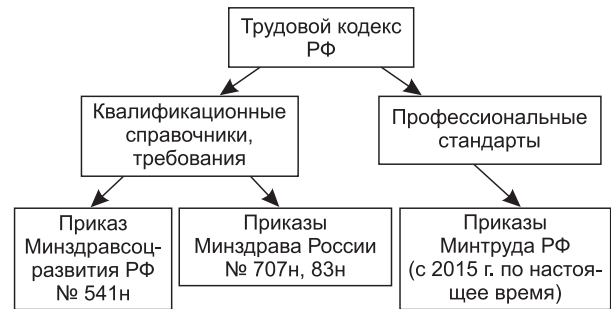 Трудовой кодекс
РФ
Квалификационные
справочники,
требования
Профессиональные
стандарты
Приказ
Минздравсоц-
развития РФ
№ 541н
Приказы
Минздрава России
№ 707н, 83н
Приказы
Минтруда РФ
(с 2015 г. по настоя-
щее время)